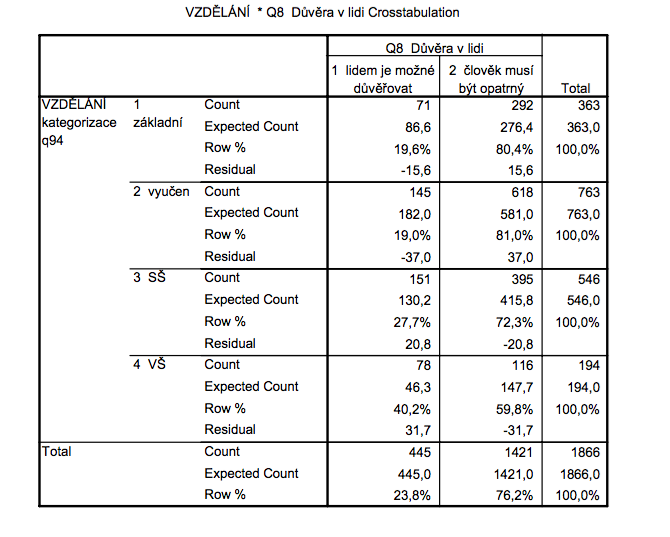 VZDĚLÁNÍ * Q8 Důvěra v lidi Crosstabulation
Q8 Důvěra v lidi
1 lidem je možné důvěřovat 2 člověk musí být opatrný Total
VZDĚLÁNÍ kategorizace q94 1 základní Count 71 292 363
Expected Count 86,6 276,4 363,0
Row % 19,6% 80,4% 100,0%
Residual -15,6 15,6
2 vyučen Count 145 618 763
Expected Count 182,0 581,0 763,0
Row % 19,0% 81,0% 100,0%
Residual -37,0 37,0
3 SŠ Count 151 395 546
Expected Count 130,2 415,8 546,0
Row % 27,7% 72,3% 100,0%
Residual 20,8 -20,8
4 VŠ Count 78 116 194
Expected Count 46,3 147,7 194,0
Row % 40,2% 59,8% 100,0%
Residual 31,7 -31,7
Total Count 445 1421 1866
Expected Count 445,0 1421,0 1866,0
Row % 23,8% 76,2% 100,0%